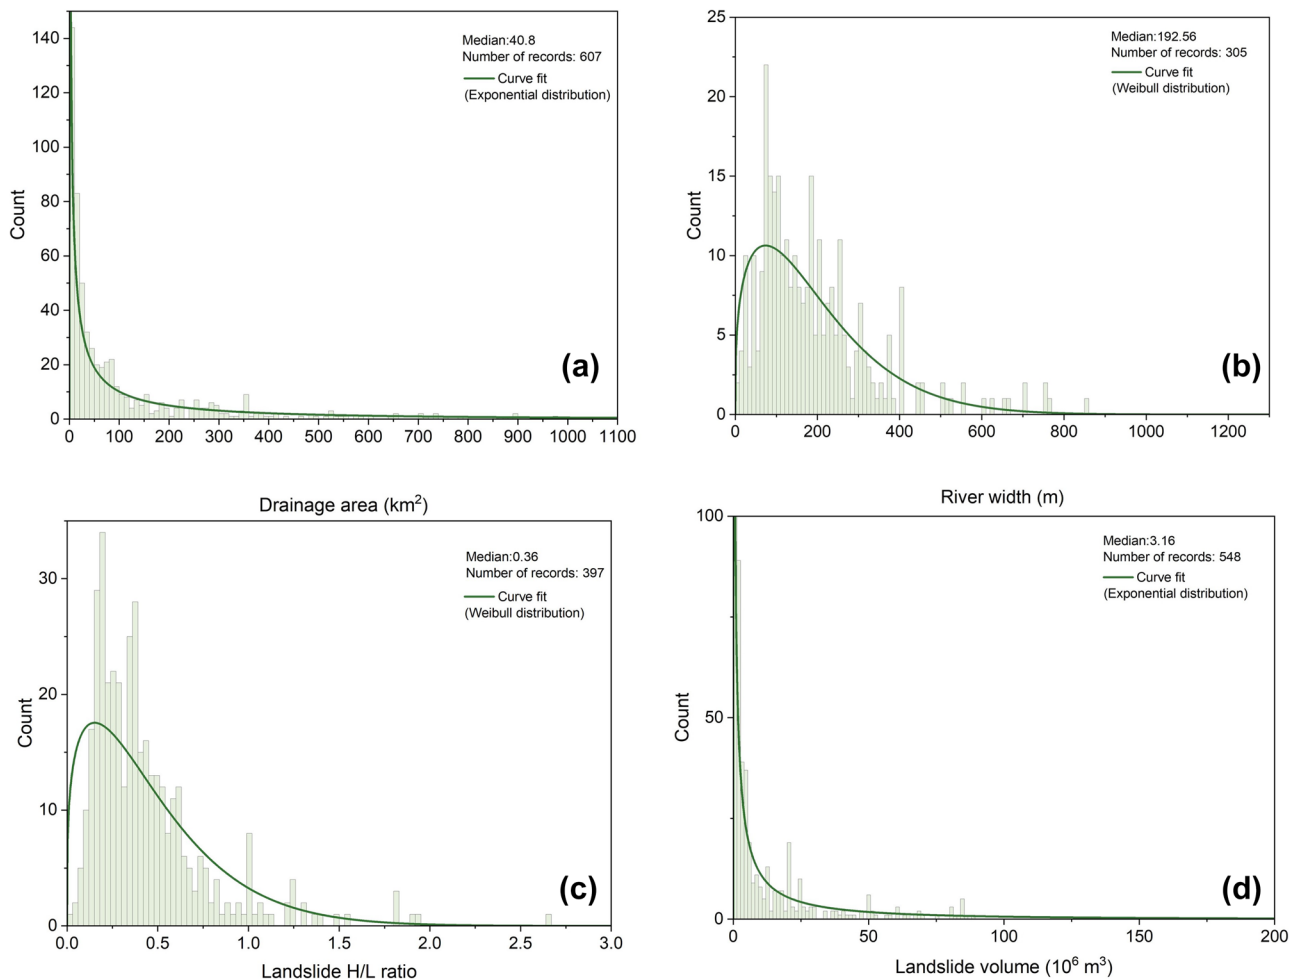 140
120
100
80
60
40
20
0
Count
Median:40.8
Number of records: 607
Curve fit
(Exponential distribution)
(a)
0 100 200 300 400 500 600 700 800 900 1000 1100
Drainage area (km²)
25
20
15
10
5
0
Count
Median:192.56
Number of records: 305
Curve fit
(Weibull distribution)
(b)
0 200 400 600 800 1000 1200
River width (m)
30
20
10
0
Count
Median:0.36
Number of records: 397
Curve fit
(Weibull distribution)
(c)
0.0 0.5 1.0 1.5 2.0 2.5 3.0
Landslide H/L ratio
100
50
0
Count
Median:3.16
Number of records: 548
Curve fit
(Exponential distribution)
(d)
0 50 100 150 200
Landslide volume (10⁶ m³)